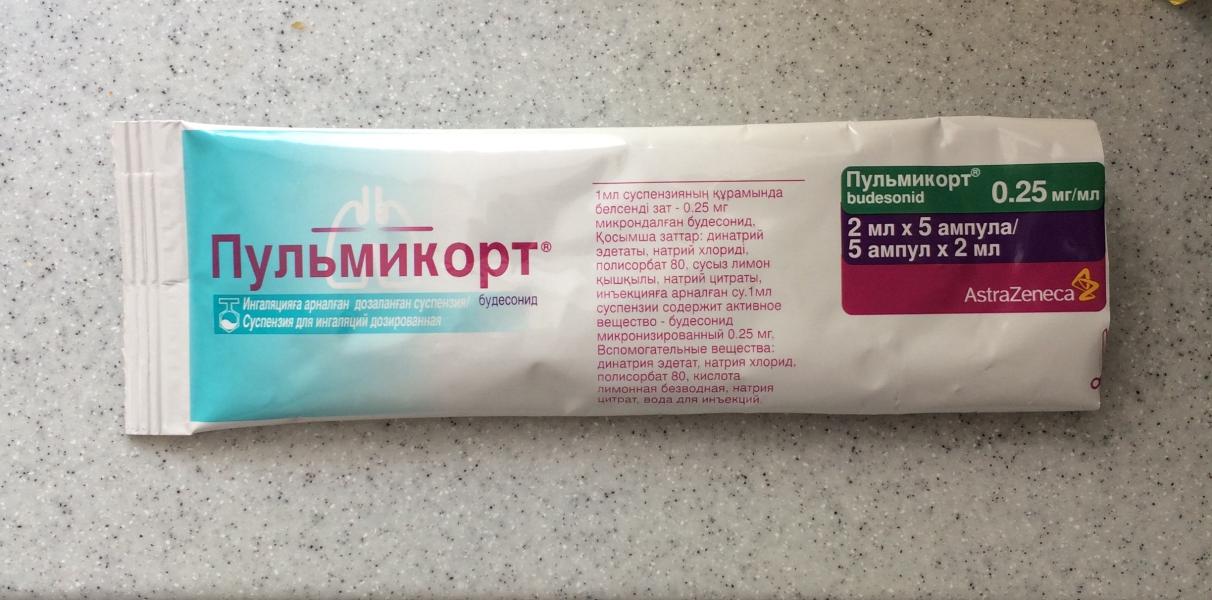 Пульмикорт®
Ингаляцияға арналған дозаланған суспензия/ будесонид
Суспензия для ингаляций дозированная
1мл суспензияның құрамында
белсенді зат - 0.25 мг
микрондалған будесонид.
Қосымша заттар: динатрий
эдетаты, натрий хлориді,
полисорбат 80, сусыз лимон
қышқылы, натрий цитраты,
инъекцияға арналған су.1мл
суспензии содержит активное
вещество - будесонид
микронизированный 0.25 мг.
Вспомогательные вещества:
динатрия эдетат, натрия хлорид,
полисорбат 80, кислота
лимонная безводная, натрия
цитрат, вода для инъекций.
Пульмикорт® 0.25 мг/мл
budesonid
2 мл x 5 ампула/
5 ампул x 2 мл
AstraZeneca